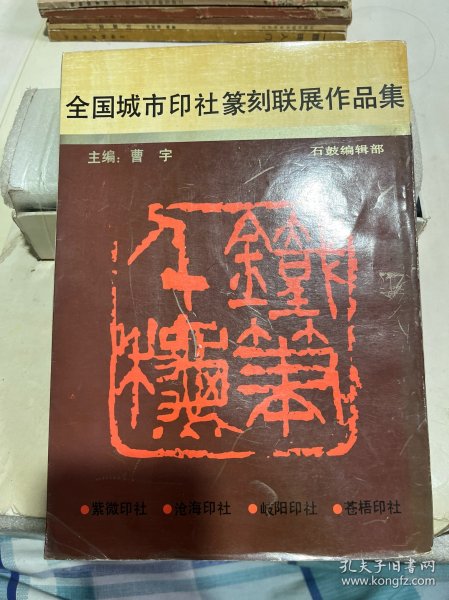 全国城市印社篆刻联展作品集
主编：曹 宇 石鼓编辑部
●紫微印社 ●沧海印社 ●岐阳印社 ●苍梧印社
孔夫子旧书网
www.kongfz.com